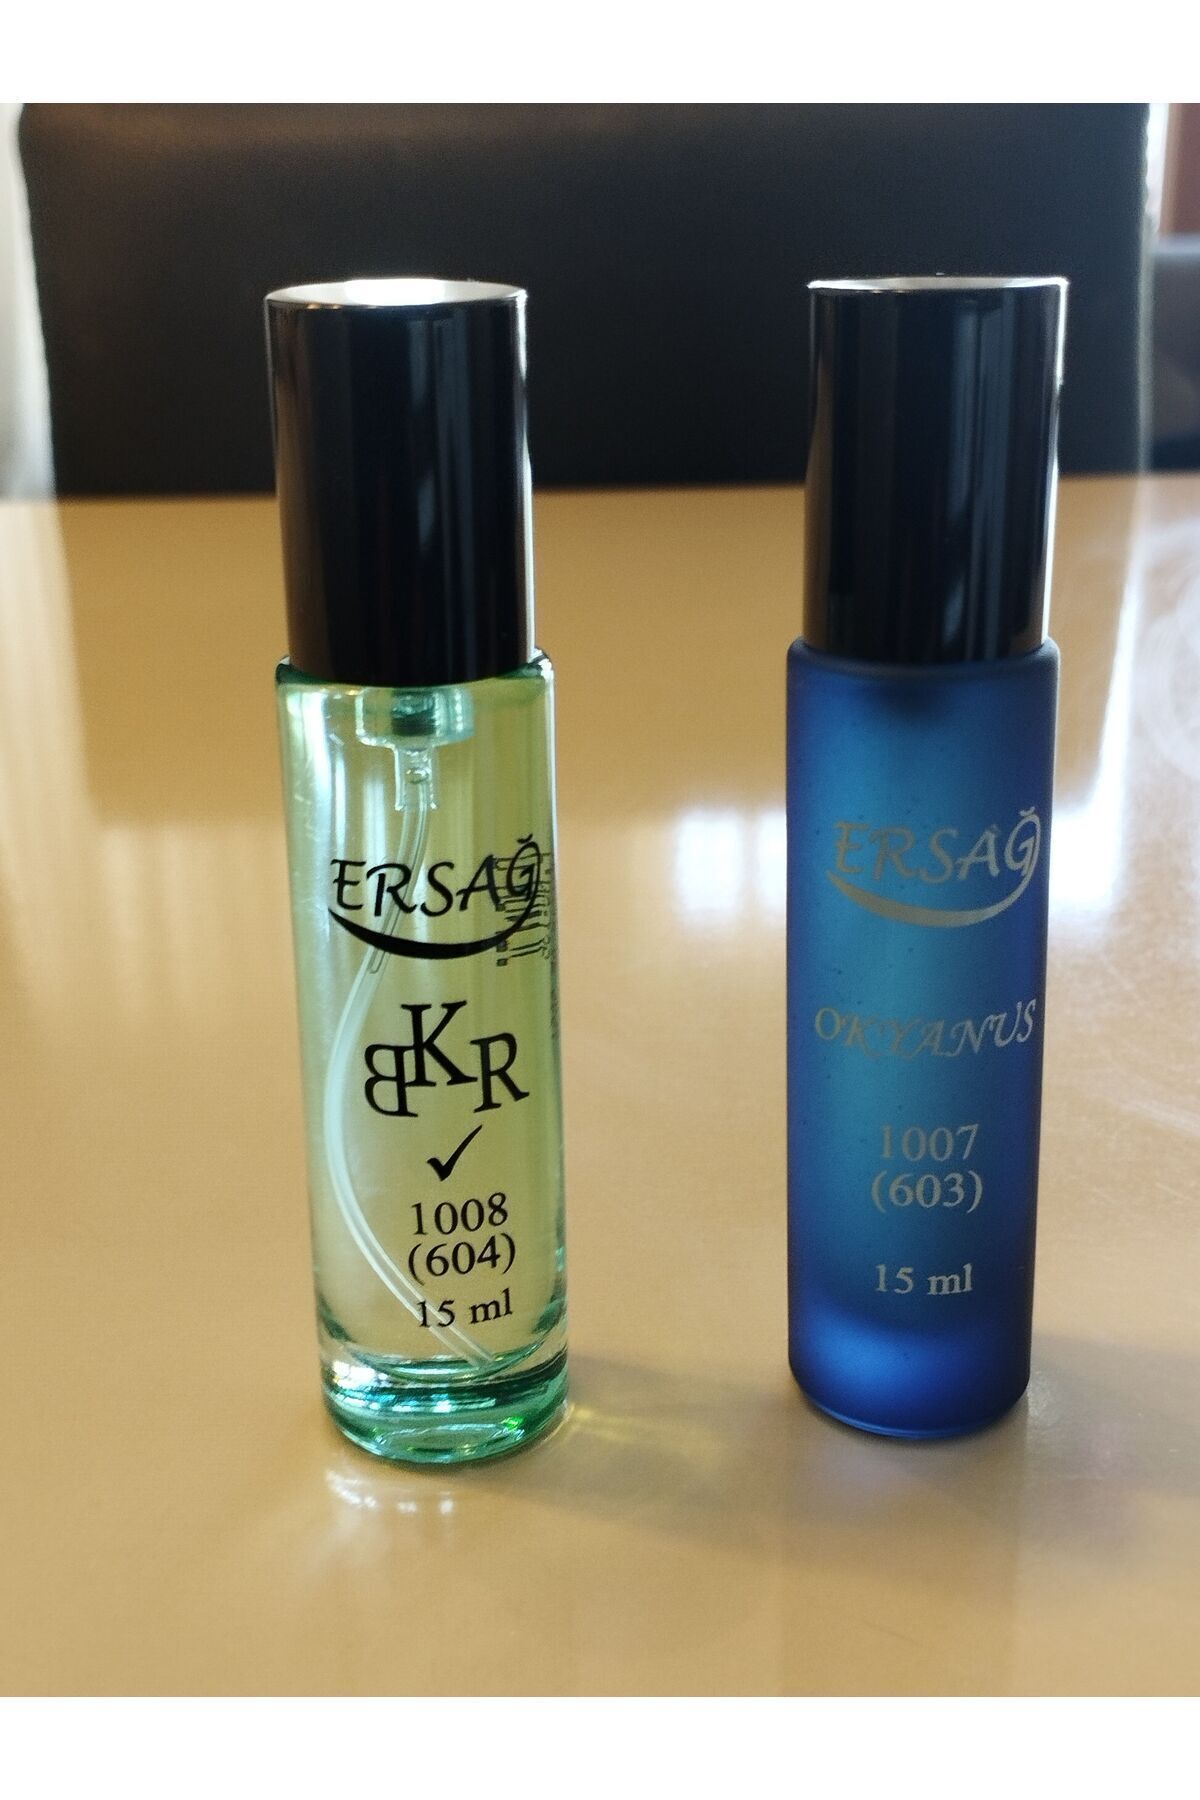 ERSAĞ
BKR
✓
1008
(604)
15 ml
ERSAĞ
OKYANUS
1007
(603)
15 ml